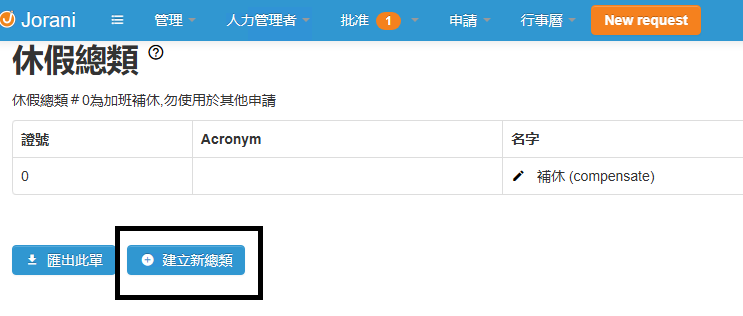 Jorani 管理 人力管理者 批准 1 申請 行事曆 New request
休假總類
休假總類#0為加班補休,勿使用於其他申請
證號 Acronym 名字
0 補休 (compensate)
匯出此單 建立新總類